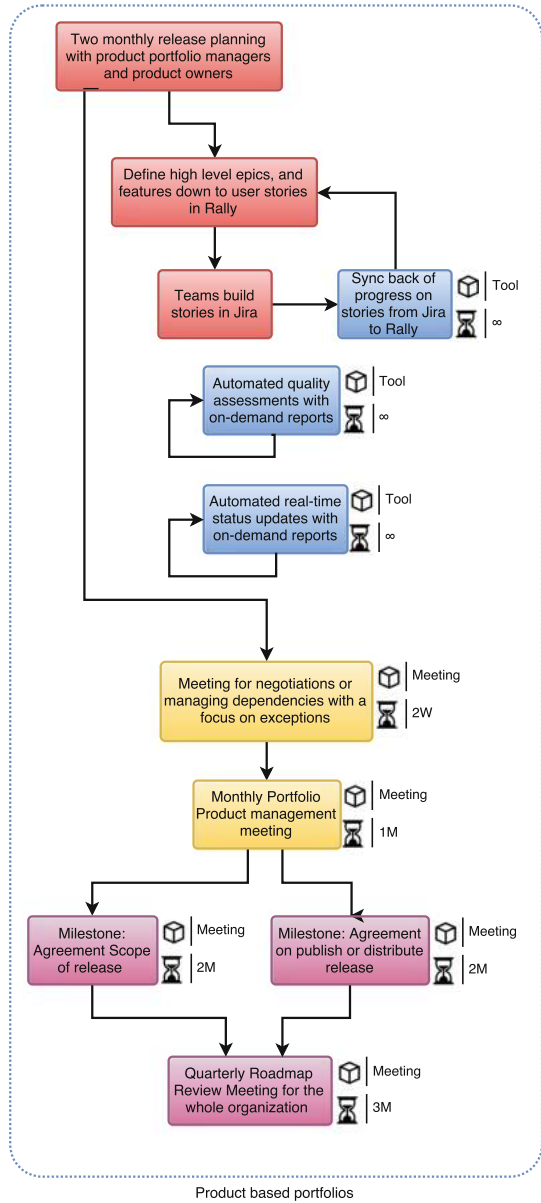 Two monthly release planning
with product portfolio managers
and product owners
Define high level epics, and
features down to user stories
in Rally
Teams build
stories in Jira
Sync back of
progress on
stories from Jira
to Rally
Tool
∞
Automated quality
assessments with
on-demand reports
Tool
∞
Automated real-time
status updates with
on-demand reports
Tool
∞
Meeting for negotiations or
managing dependencies with a
focus on exceptions
Meeting
2W
Monthly Portfolio
Product management
meeting
Meeting
1M
Milestone:
Agreement Scope
of release
Meeting
2M
Milestone: Agreement
on publish or distribute
release
Meeting
2M
Quarterly Roadmap
Review Meeting for the
whole organization
Meeting
3M
Product based portfolios